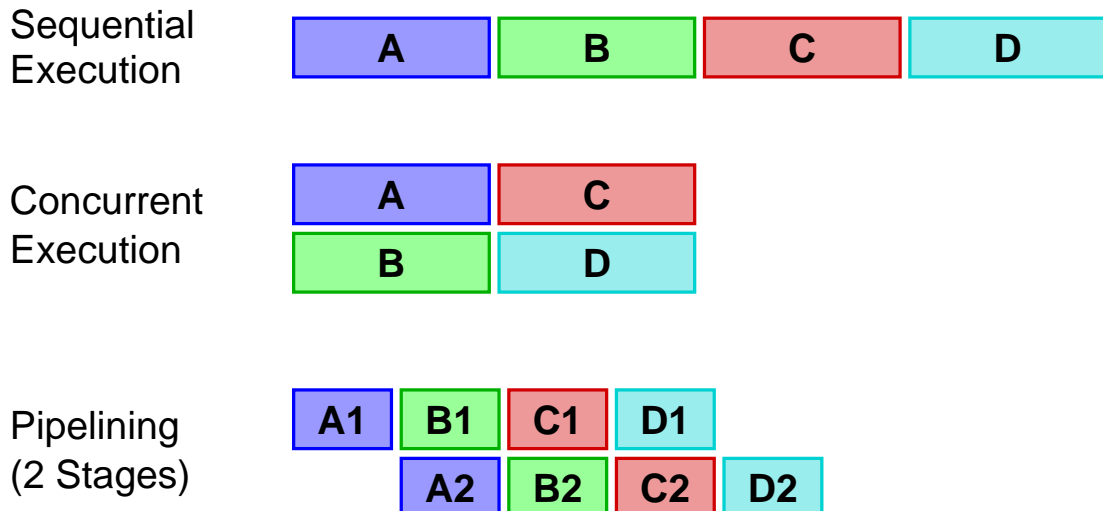 Sequential
Execution
A B C D
Concurrent
Execution
A C
B D
Pipelining
(2 Stages)
A1 B1 C1 D1
A2 B2 C2 D2